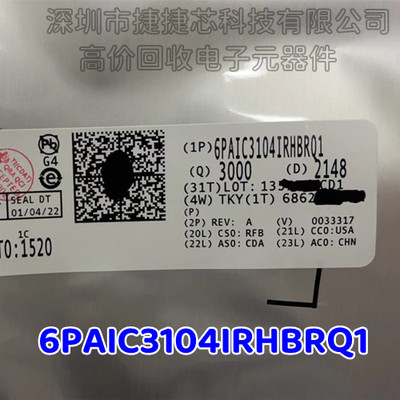 深圳市捷捷芯科技有限公司
高价回收电子元器件
(1P) 6PAIC3104IRHBRQ1
(Q) 3000 (D) 2148
(31T) LOT: 13 CD1
(4W) TKY(1T) 6862
(P)
(2P) REV: A (V) 0033317
(20L) CSO: RFB (21L) CCO:USA
(22L) ASO: CDA (23L) ACO: CHN
Pb
G4
e
SEAL DT
01/04/22
1C
TO:1520
6PAIC3104IRHBRQ1